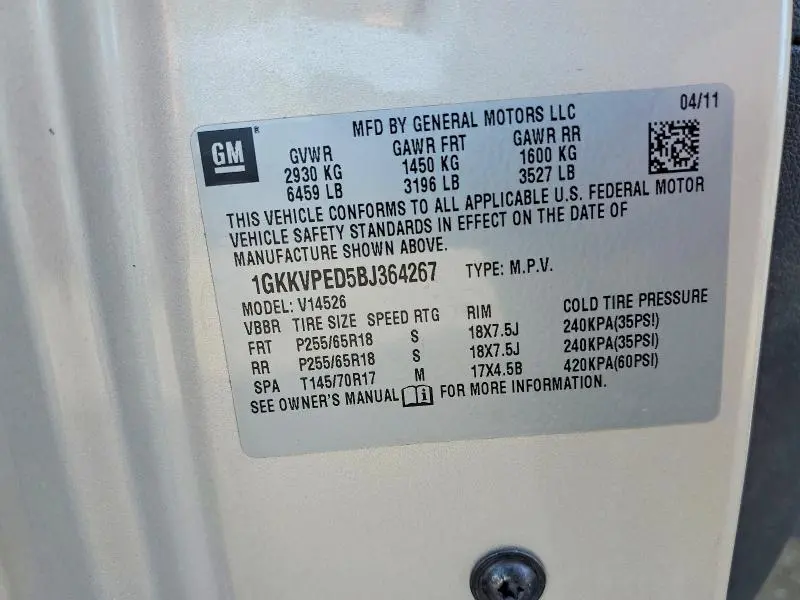 04/11
GM®
MFD BY GENERAL MOTORS LLC
GVWR GAWR FRT GAWR RR
2930 KG 1450 KG 1600 KG
6459 LB 3196 LB 3527 LB
THIS VEHICLE CONFORMS TO ALL APPLICABLE U.S. FEDERAL MOTOR
VEHICLE SAFETY STANDARDS IN EFFECT ON THE DATE OF
MANUFACTURE SHOWN ABOVE.
1GKKVPED5BJ364267 TYPE: M.P.V.
MODEL: V14526
VBBR TIRE SIZE SPEED RTG RIM COLD TIRE PRESSURE
FRT P255/65R18 S 18X7.5J 240KPA(35PSI)
RR P255/65R18 S 18X7.5J 240KPA(35PSI)
SPA T145/70R17 M 17X4.5B 420KPA(60PSI)
SEE OWNER'S MANUAL i FOR MORE INFORMATION.